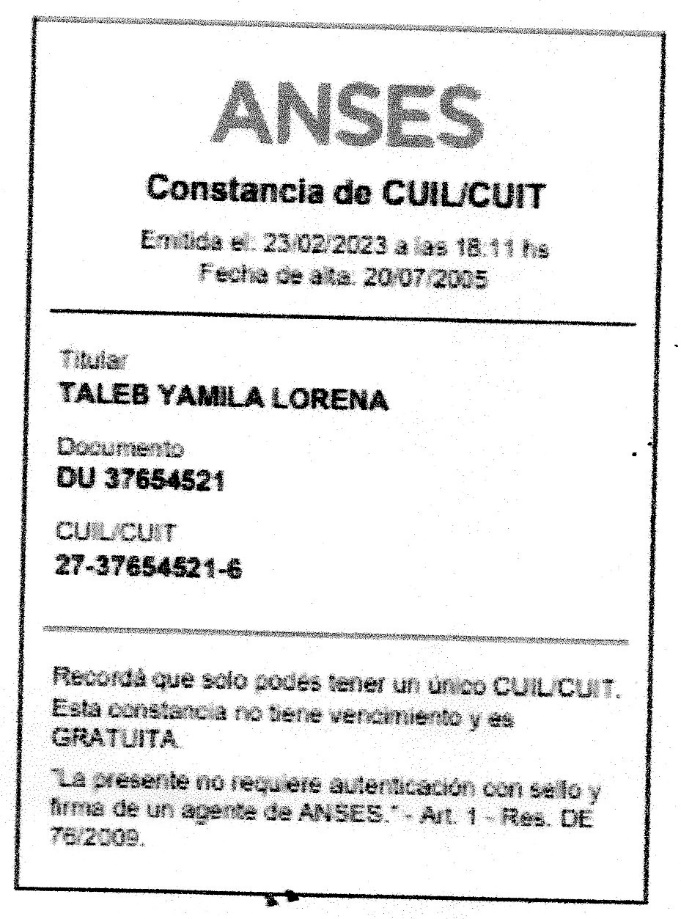 ANSES
Constancia de CUIL/CUIT
Emitida el: 23/02/2023 a las 18:11 hs
Fecha de alta: 20/07/2005
Titular
TALEB YAMILA LORENA
Documento
DU 37654521
CUIL/CUIT
27-37654521-6
Recordá que solo podés tener un único CUIL/CUIT.
Esta constancia no tiene vencimiento y es
GRATUITA.
"La presente no requiere autenticación con sello y
firma de un agente de ANSES." - Art. 1 - Res. DE
76/2009.